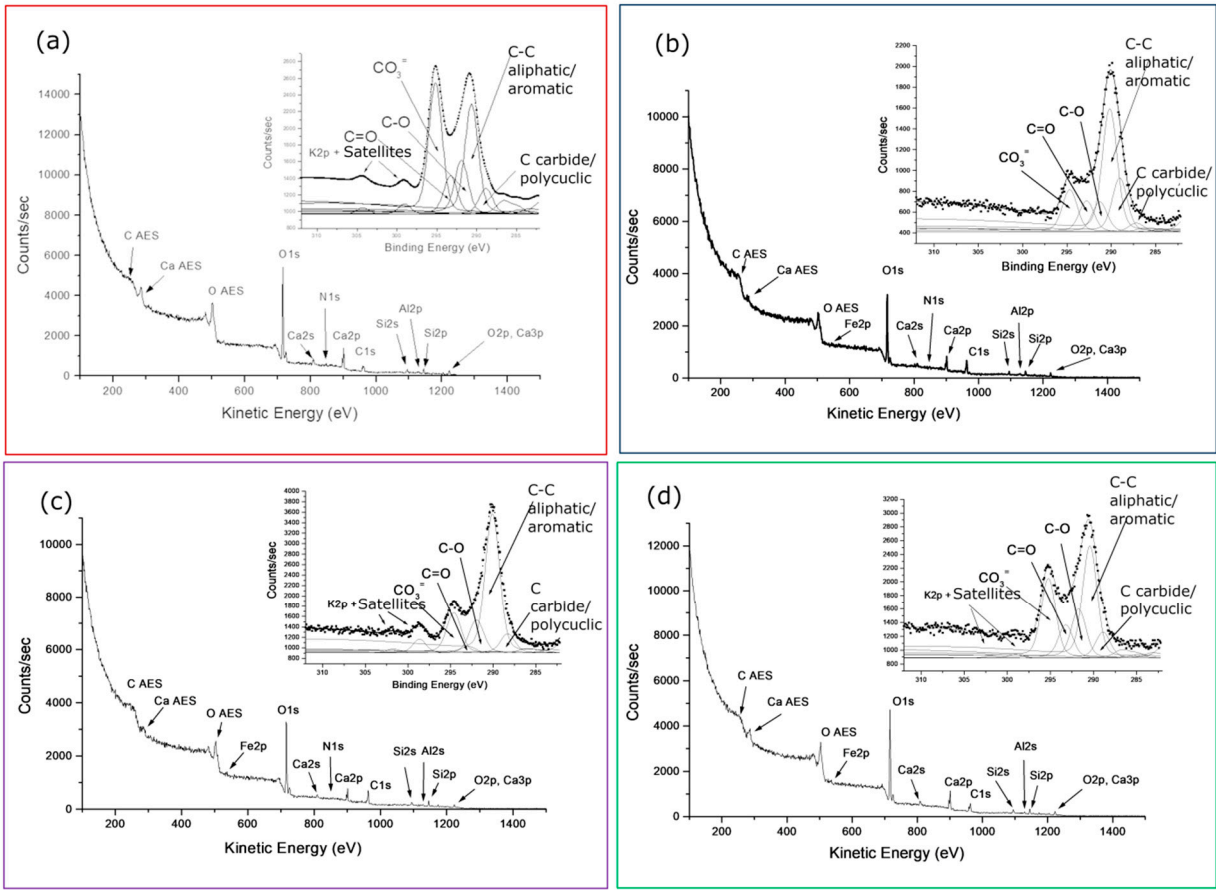 (a)
14000
12000
10000
8000
6000
4000
2000
0
Counts/sec
200
400
600
800
1000
1200
1400
Kinetic Energy (eV)
C AES
Ca AES
O AES
O1s
Ca2s
N1s
Ca2p
C1s
Si2s
Al2p
Si2p
O2p, Ca3p
Counts/sec
Binding Energy (eV)
K2p + Satellites
C=O
C-O
CO3=
C-C
aliphatic/
aromatic
C carbide/
polycuclic
(b)
10000
8000
6000
4000
2000
0
Counts/sec
200
400
600
800
1000
1200
1400
Kinetic Energy (eV)
C AES
Ca AES
O AES
Fe2p
O1s
Ca2s
N1s
Ca2p
C1s
Si2s
Al2p
Si2p
O2p, Ca3p
2200
2000
1800
1600
1400
1200
1000
800
600
400
Counts/sec
310
305
300
295
290
285
Binding Energy (eV)
CO3=
C=O
C-O
C-C
aliphatic/
aromatic
C carbide/
polycuclic
(c)
10000
8000
6000
4000
2000
0
Counts/sec
200
400
600
800
1000
1200
1400
Kinetic Energy (eV)
C AES
Ca AES
O AES
Fe2p
O1s
Ca2s
N1s
Ca2p
C1s
Si2s
Al2s
Si2p
O2p, Ca3p
4000
3800
3600
3400
3200
3000
2800
2600
2400
2200
2000
1800
1600
1400
1200
1000
800
Counts/sec
310
305
300
295
290
285
Binding Energy (eV)
K2p + Satellites
CO3=
C=O
C-O
C-C
aliphatic/
aromatic
C
carbide/
polycuclic
(d)
12000
10000
8000
6000
4000
2000
0
Counts/sec
200
400
600
800
1000
1200
1400
Kinetic Energy (eV)
C AES
Ca AES
O AES
Fe2p
O1s
Ca2s
Ca2p
C1s
Si2s
Al2s
Si2p
O2p, Ca3p
3200
3000
2800
2600
2400
2200
2000
1800
1600
1400
1200
1000
800
Counts/sec
310
305
300
295
290
285
Binding Energy (eV)
K2p + Satellites
CO3=
C=O
C-O
C-C
aliphatic/
aromatic
C carbide/
polycuclic